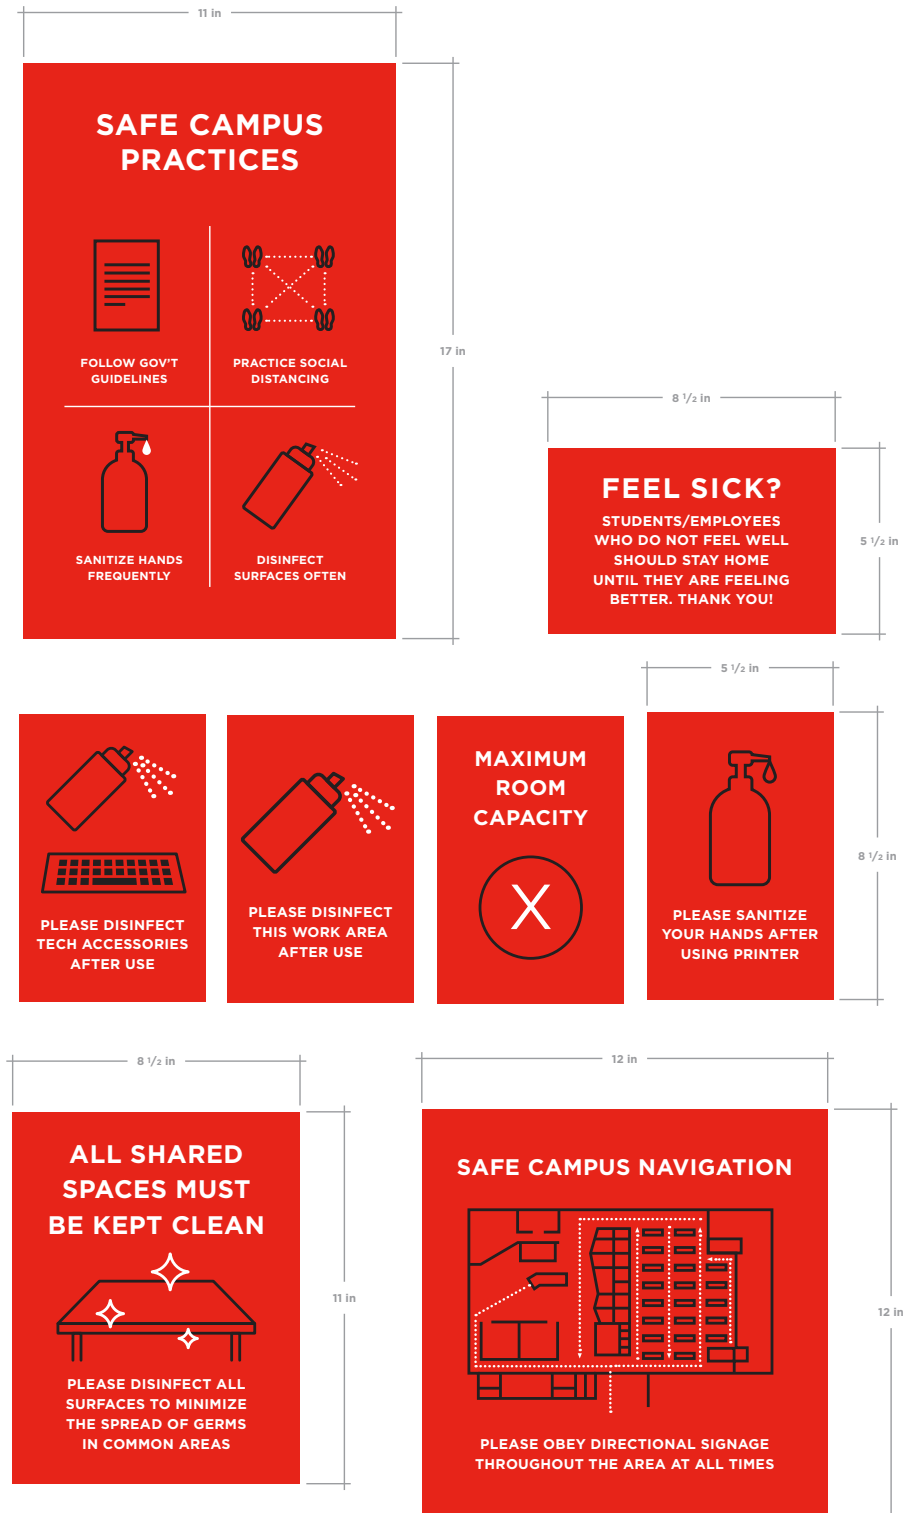 11 in
SAFE CAMPUS
PRACTICES
FOLLOW GOV'T
GUIDELINES
PRACTICE SOCIAL
DISTANCING
SANITIZE HANDS
FREQUENTLY
DISINFECT
SURFACES OFTEN
17 in
8 1/2 in
FEEL SICK?
STUDENTS/EMPLOYEES
WHO DO NOT FEEL WELL
SHOULD STAY HOME
UNTIL THEY ARE FEELING
BETTER. THANK YOU!
5 1/2 in
PLEASE DISINFECT
TECH ACCESSORIES
AFTER USE
PLEASE DISINFECT
THIS WORK AREA
AFTER USE
MAXIMUM
ROOM
CAPACITY
X
5 1/2 in
PLEASE SANITIZE
YOUR HANDS AFTER
USING PRINTER
8 1/2 in
8 1/2 in
ALL SHARED
SPACES MUST
BE KEPT CLEAN
PLEASE DISINFECT ALL
SURFACES TO MINIMIZE
THE SPREAD OF GERMS
IN COMMON AREAS
11 in
12 in
SAFE CAMPUS NAVIGATION
PLEASE OBEY DIRECTIONAL SIGNAGE
THROUGHOUT THE AREA AT ALL TIMES
12 in